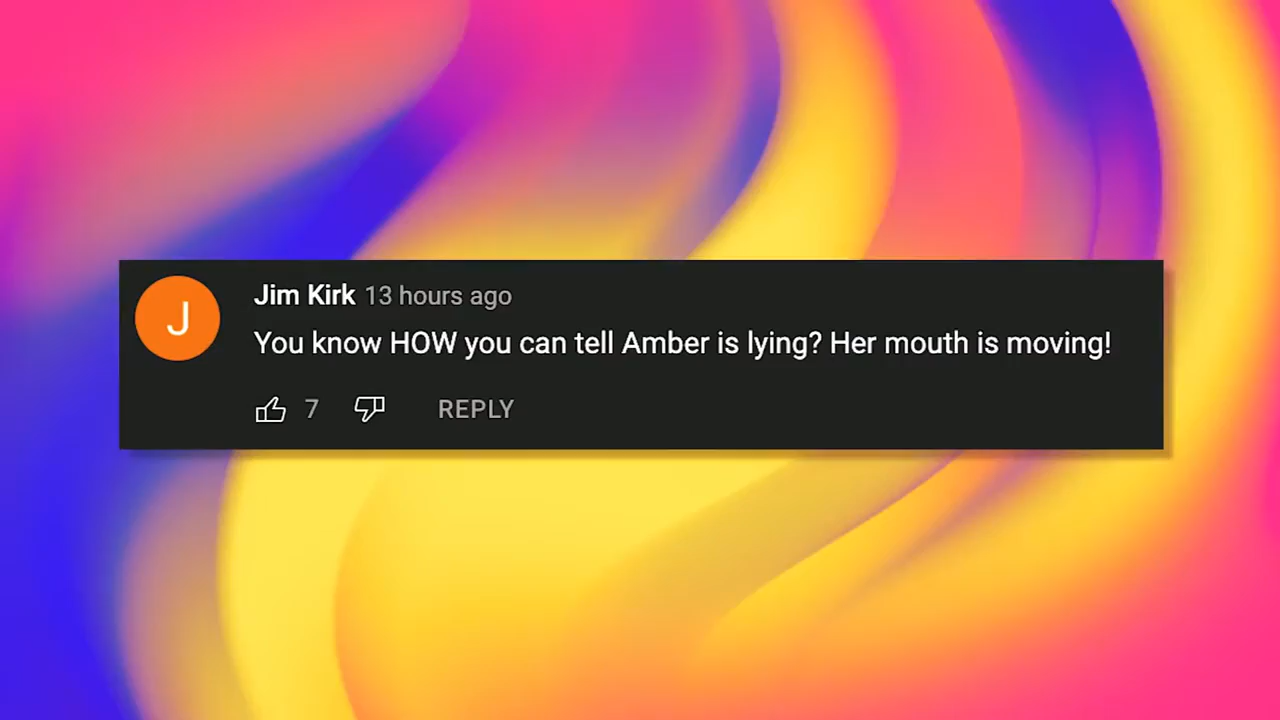 J
Jim Kirk 13 hours ago
You know HOW you can tell Amber is lying? Her mouth is moving!
7 REPLY